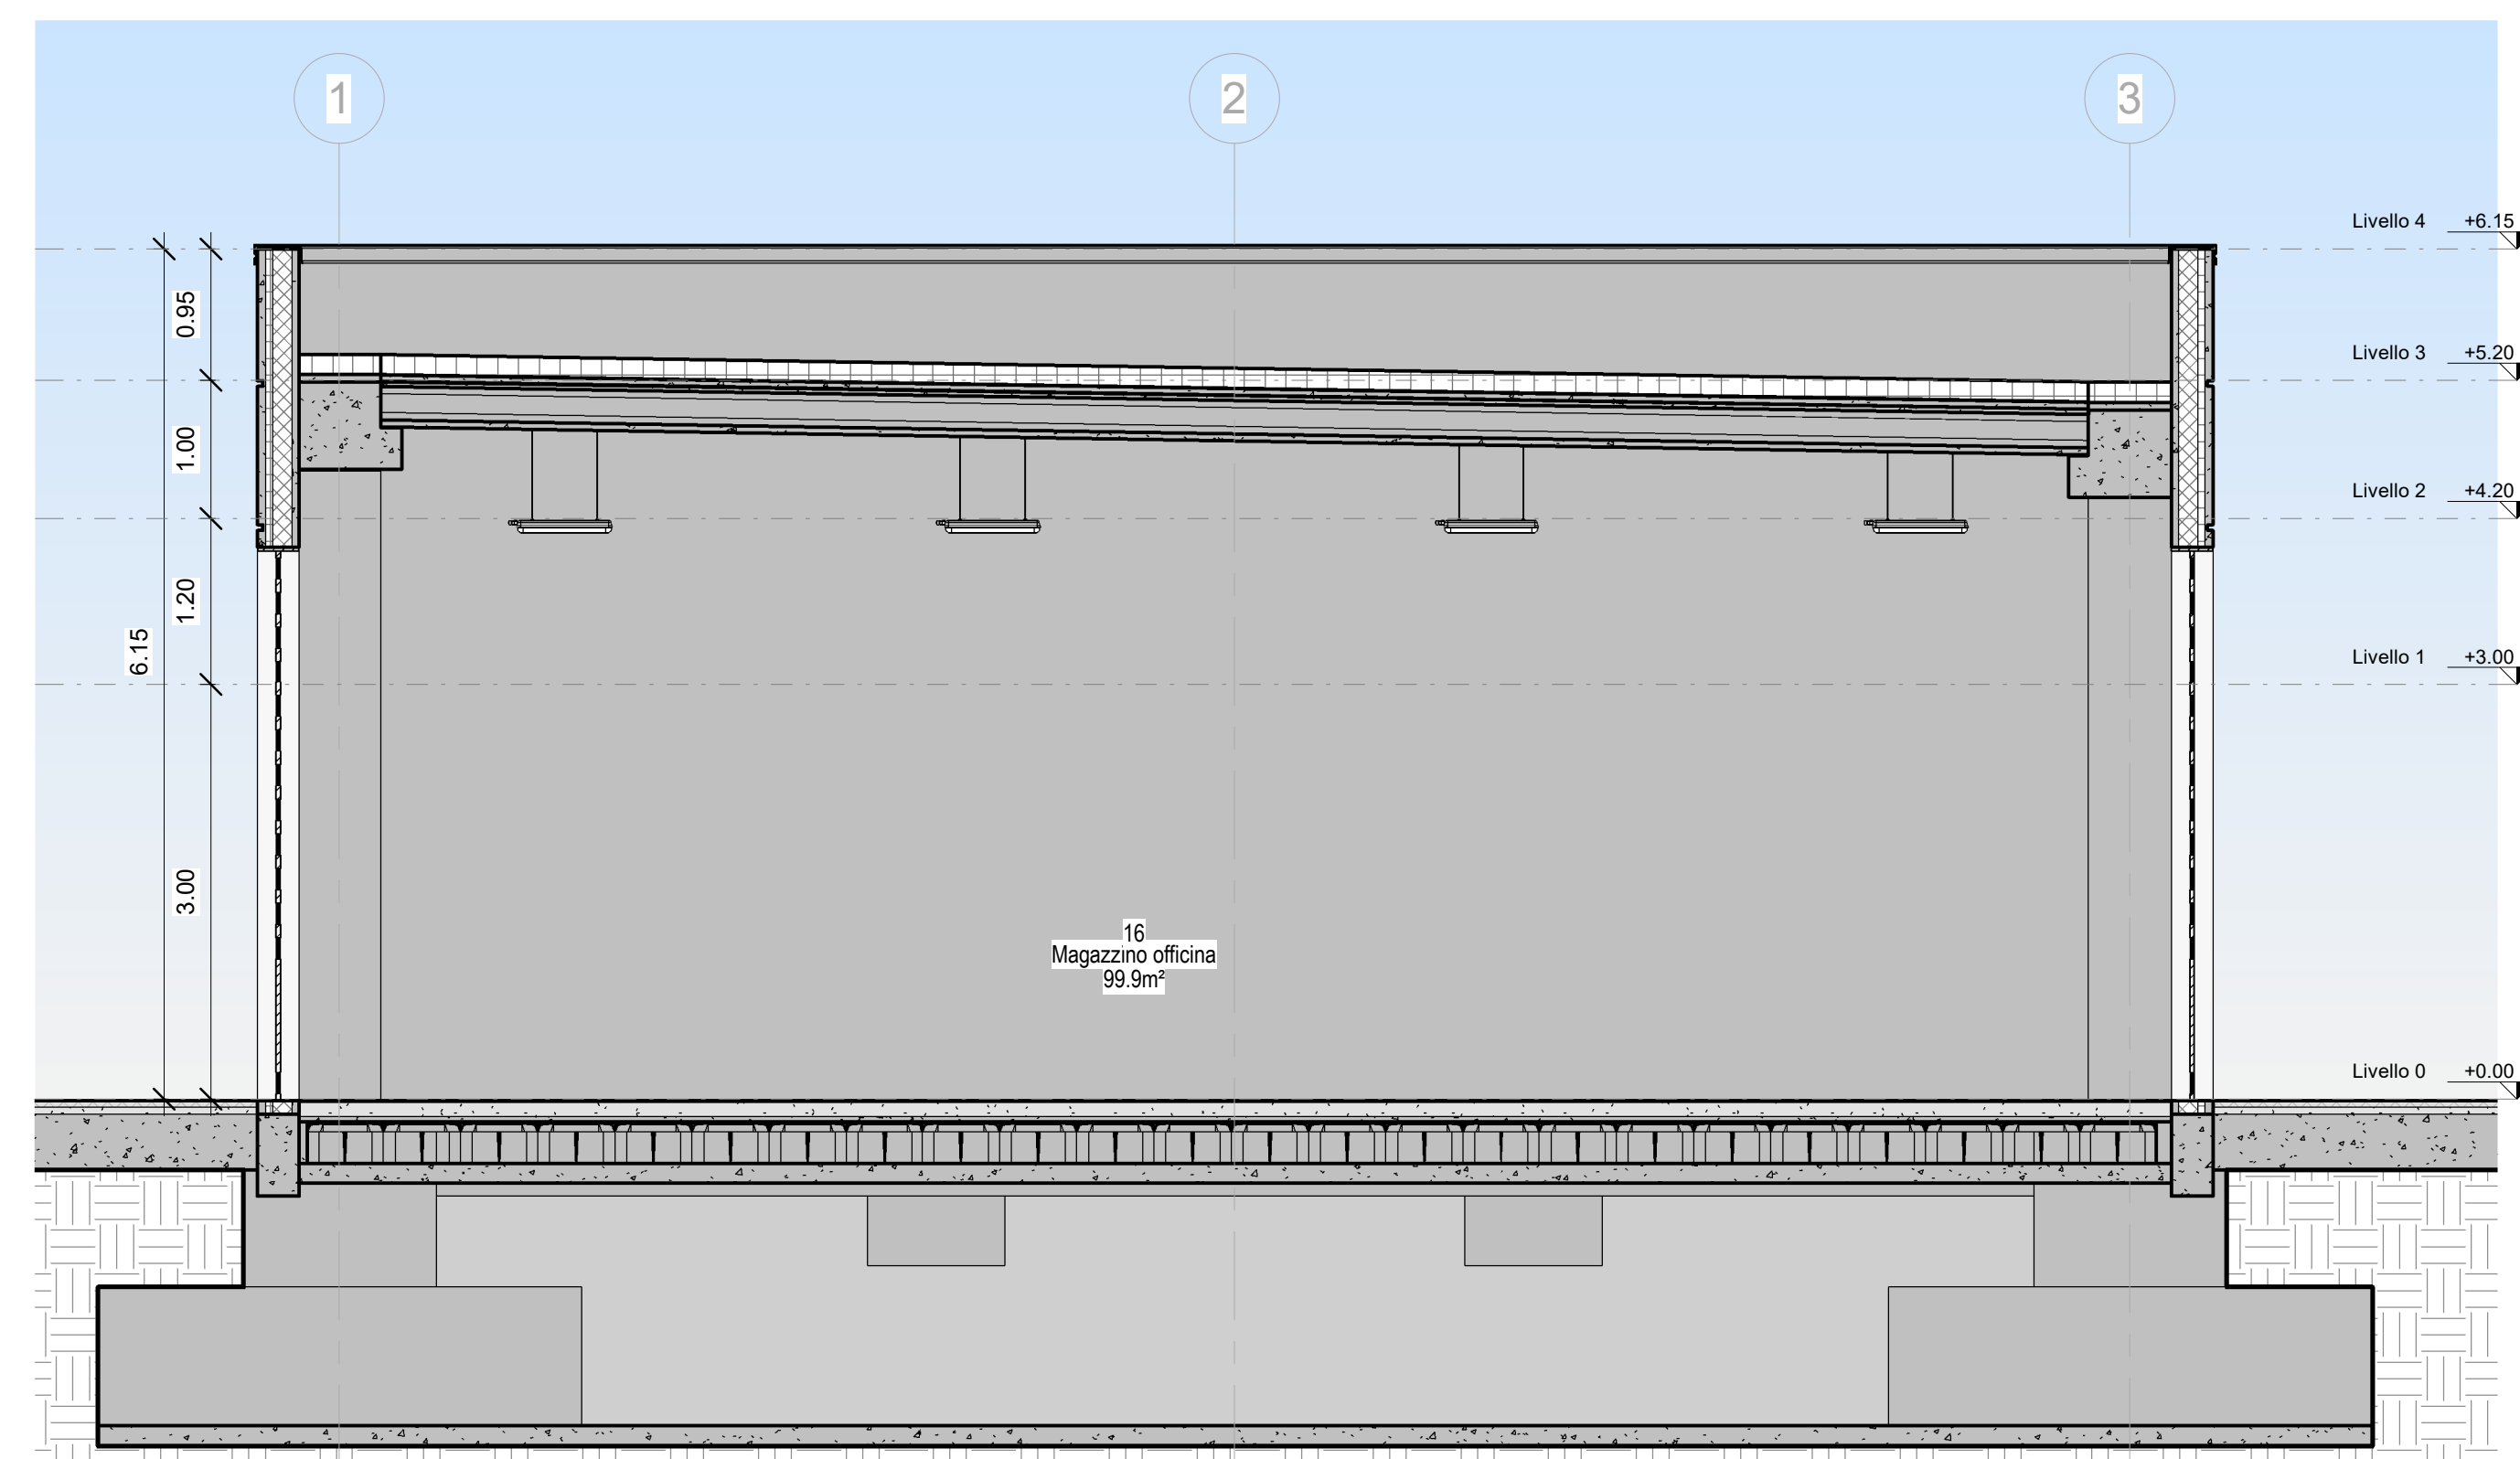 1
2
3
Livello 4 +6.15
0.95
Livello 3 +5.20
1.00
Livello 2 +4.20
1.20
6.15
Livello 1 +3.00
3.00
16
Magazzino officina
99.9m²
Livello 0 +0.00